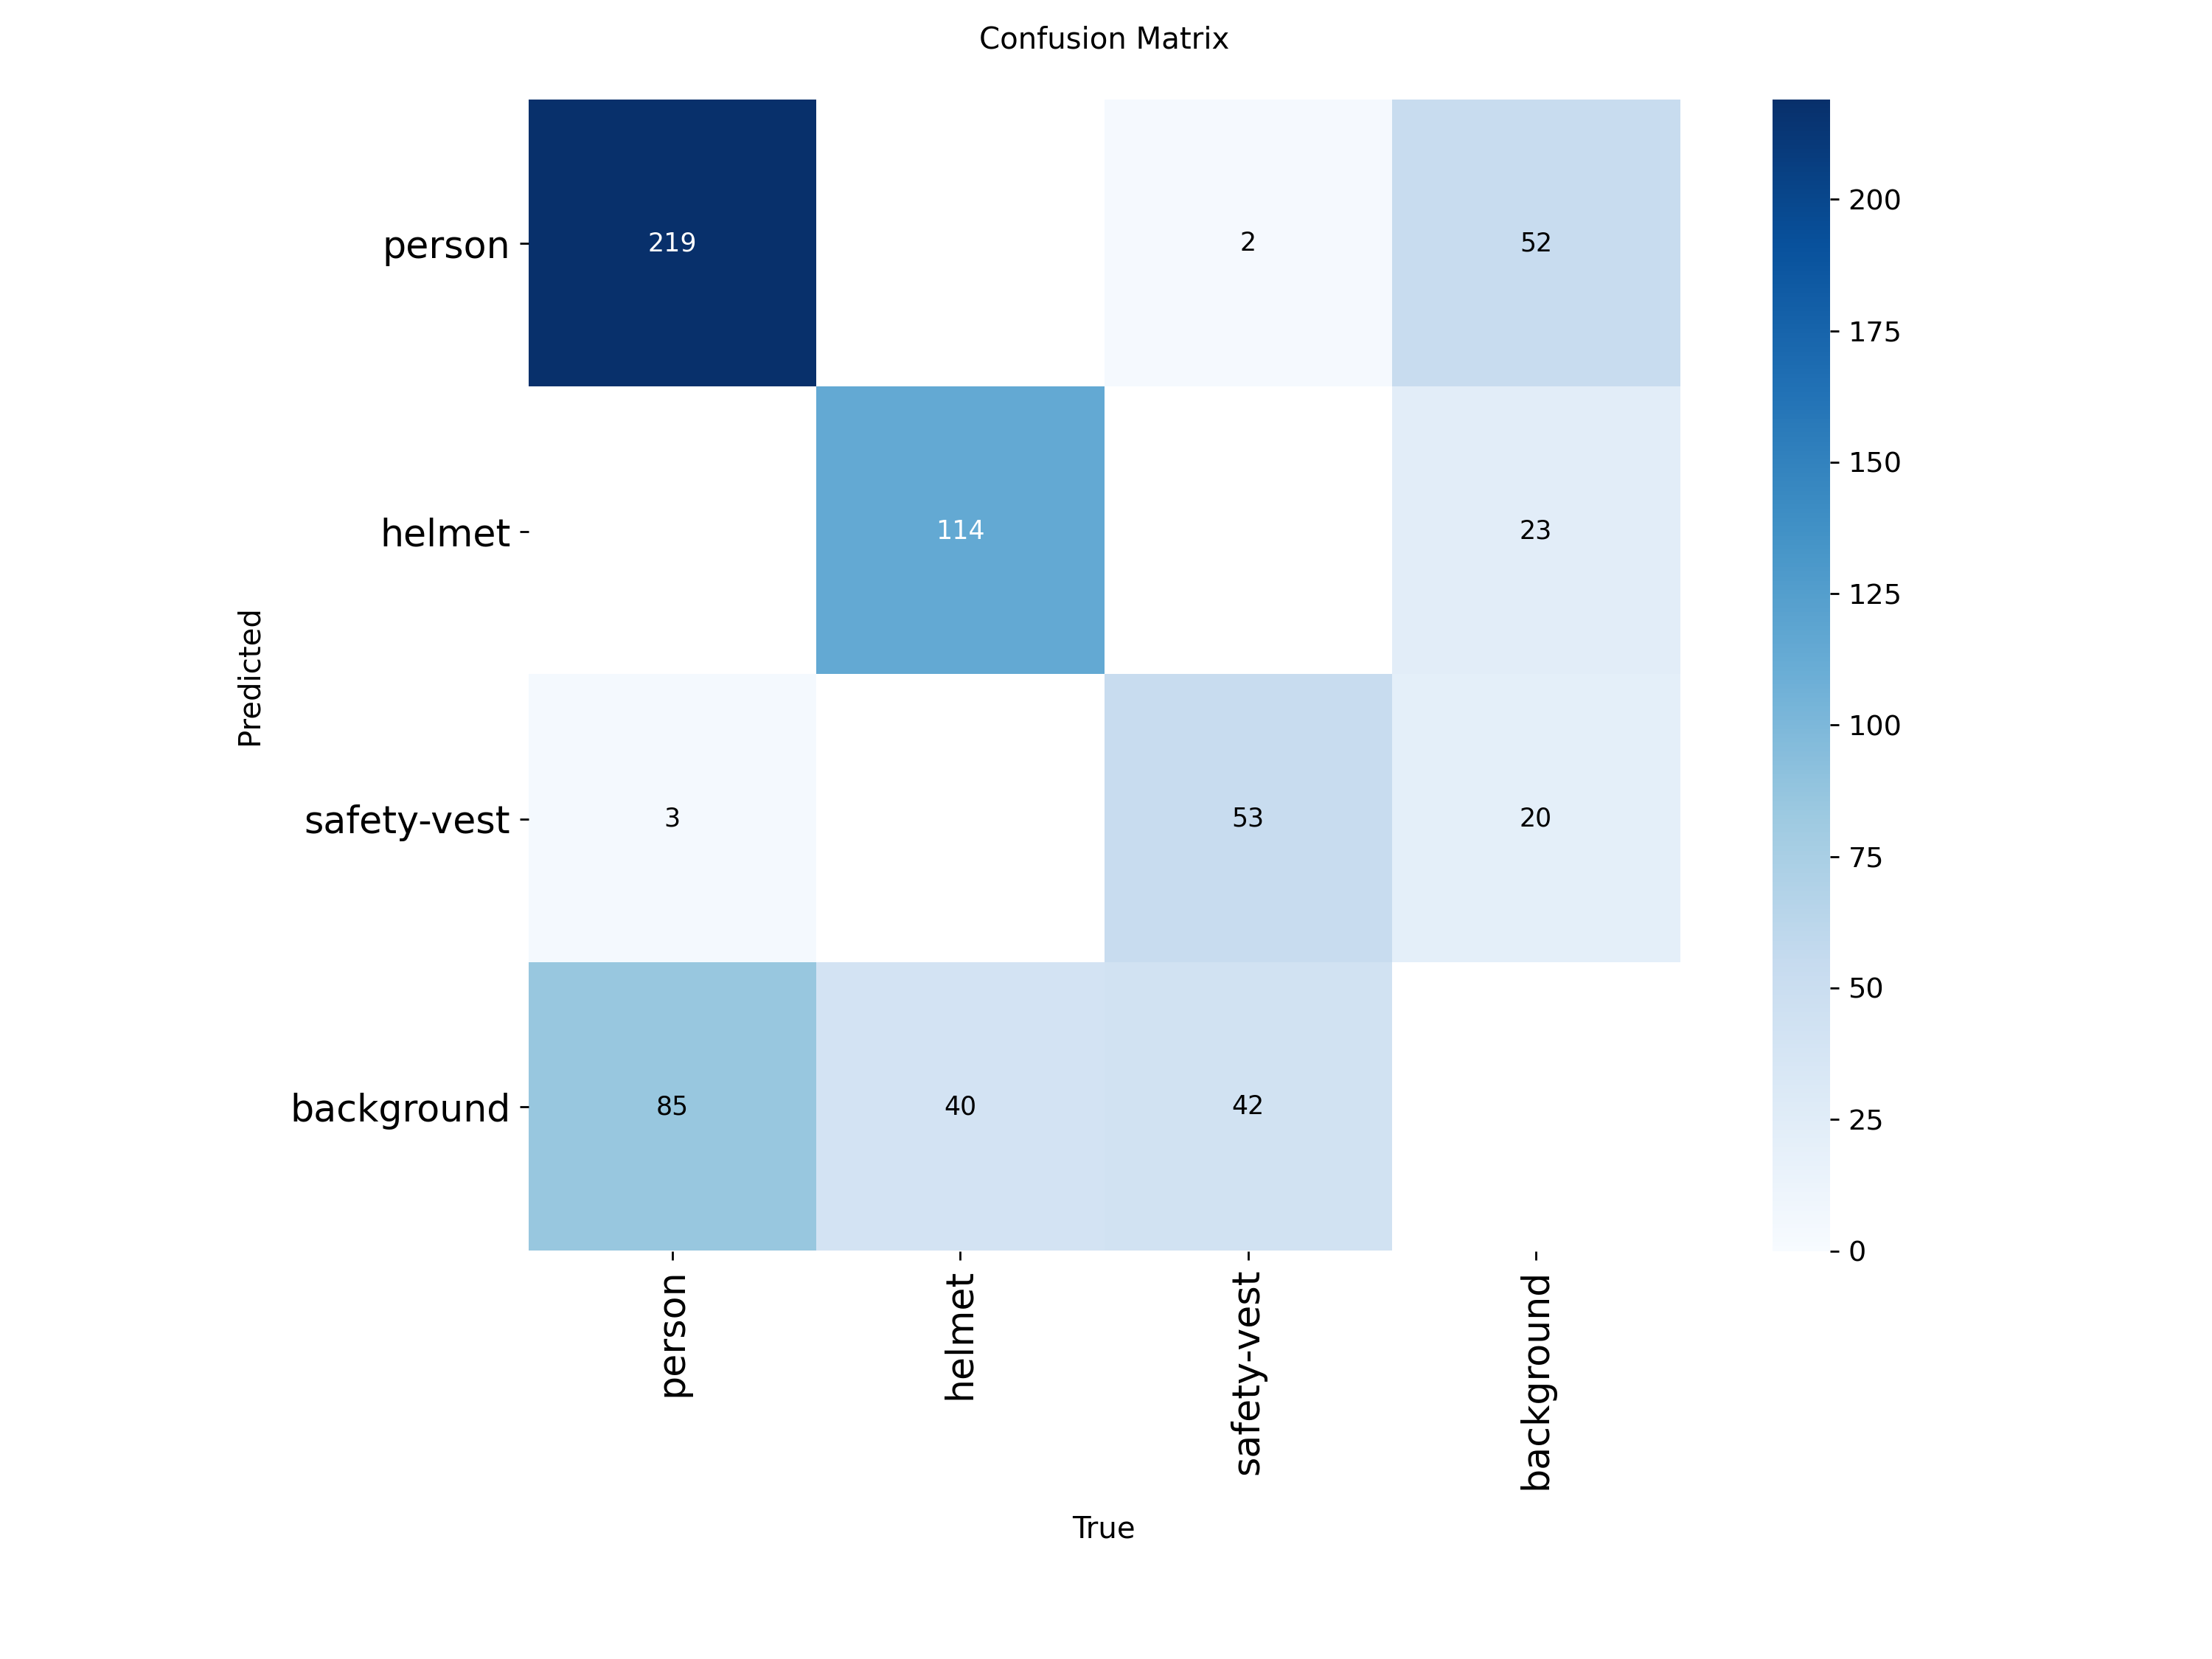 Confusion Matrix
person
219
2
52
helmet
114
23
safety-vest
3
53
20
background
85
40
42
Predicted
person
helmet
safety-vest
background
True
200
175
150
125
100
75
50
25
0